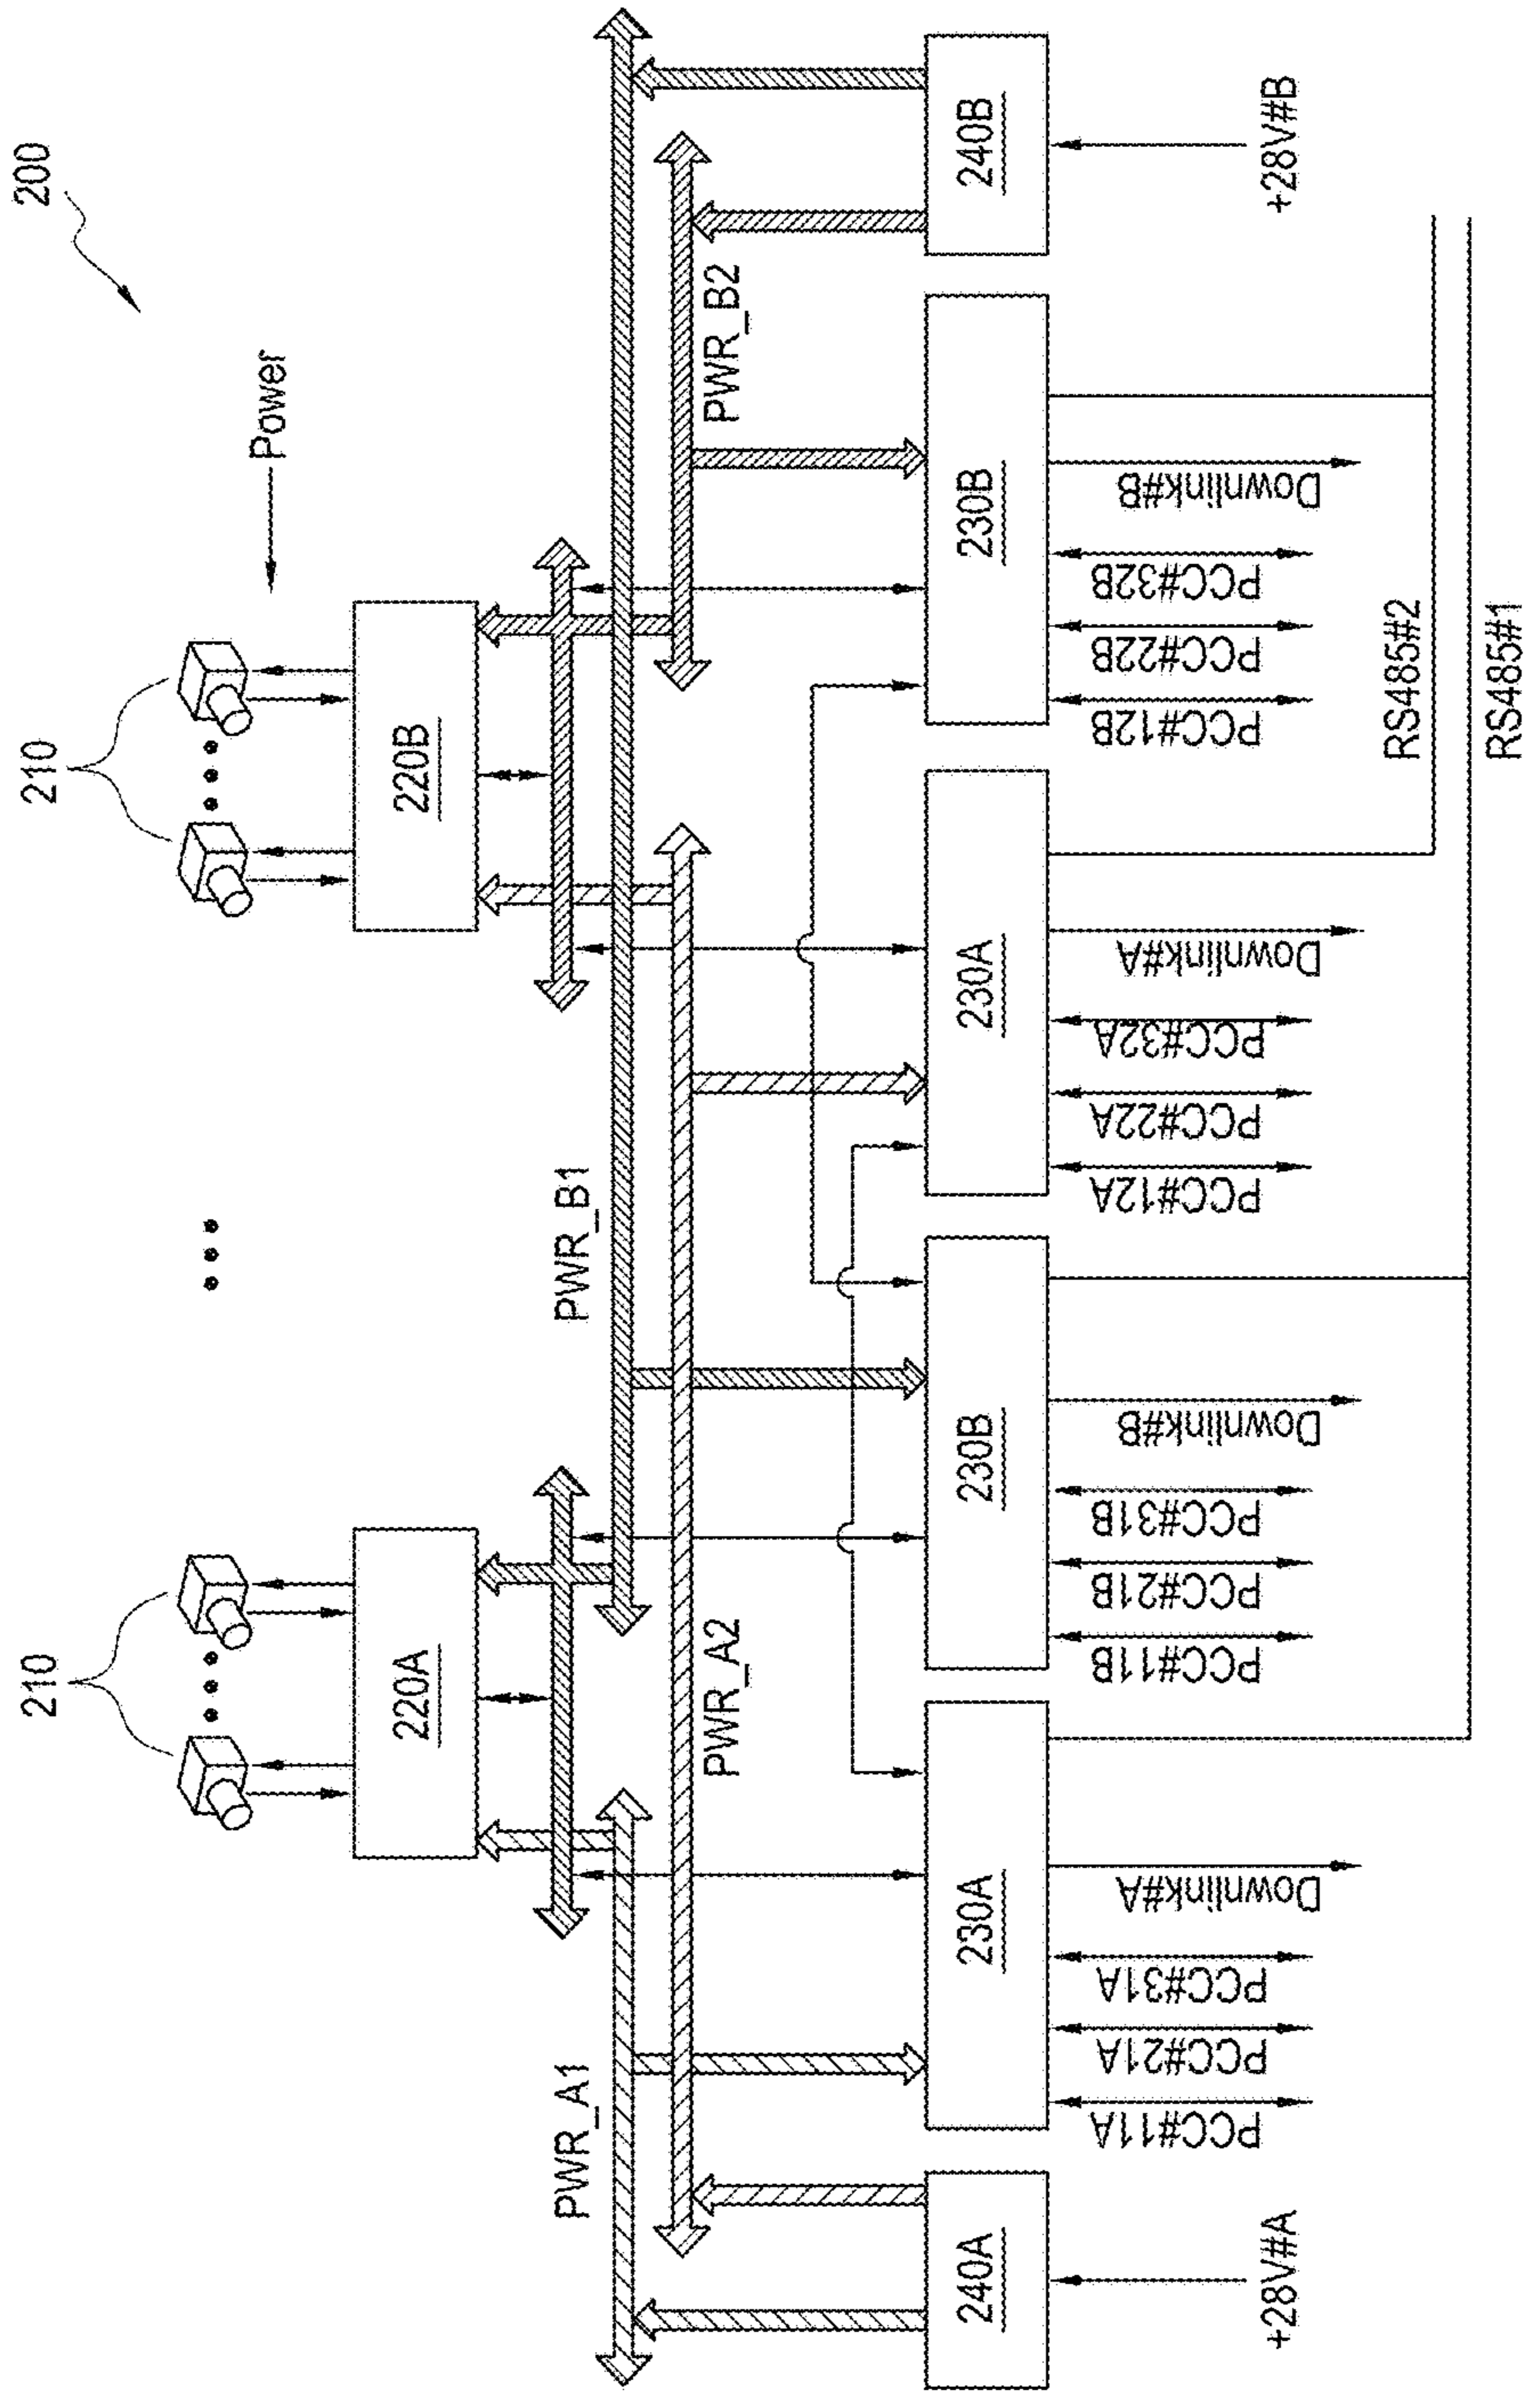 200
210
210
Power
220A
220B
PWR_A1
PWR_B1
PWR_A2
PWR_B2
240A
230A
230B
230A
230B
240B
+28V#A
PCC#11A
PCC#21A
PCC#31A
Downlink#A
PCC#11B
PCC#21B
PCC#31B
Downlink#B
PCC#12A
PCC#22A
PCC#32A
Downlink#A
PCC#12B
PCC#22B
PCC#32B
Downlink#B
+28V#B
RS485#2
RS485#1